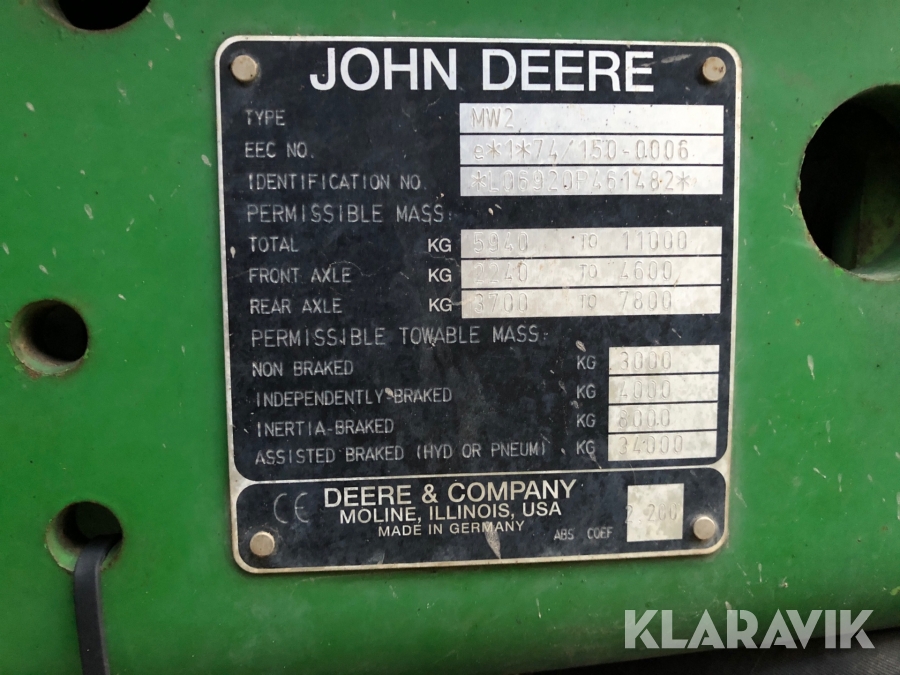 JOHN DEERE
TYPE MW2
EEC NO. e*1*74/150-0006
IDENTIFICATION NO. *L06920P461482*
PERMISSIBLE MASS:
TOTAL KG 5940 TO 11000
FRONT AXLE KG 2240 TO 4600
REAR AXLE KG 3700 TO 7800
PERMISSIBLE TOWABLE MASS:
NON BRAKED KG 3000
INDEPENDENTLY-BRAKED KG 4000
INERTIA-BRAKED KG 8000
ASSISTED BRAKED (HYD OR PNEUM) KG 34000
CE DEERE & COMPANY
MOLINE, ILLINOIS, USA
MADE IN GERMANY
ABS COEF 2.200
KLARAVIK